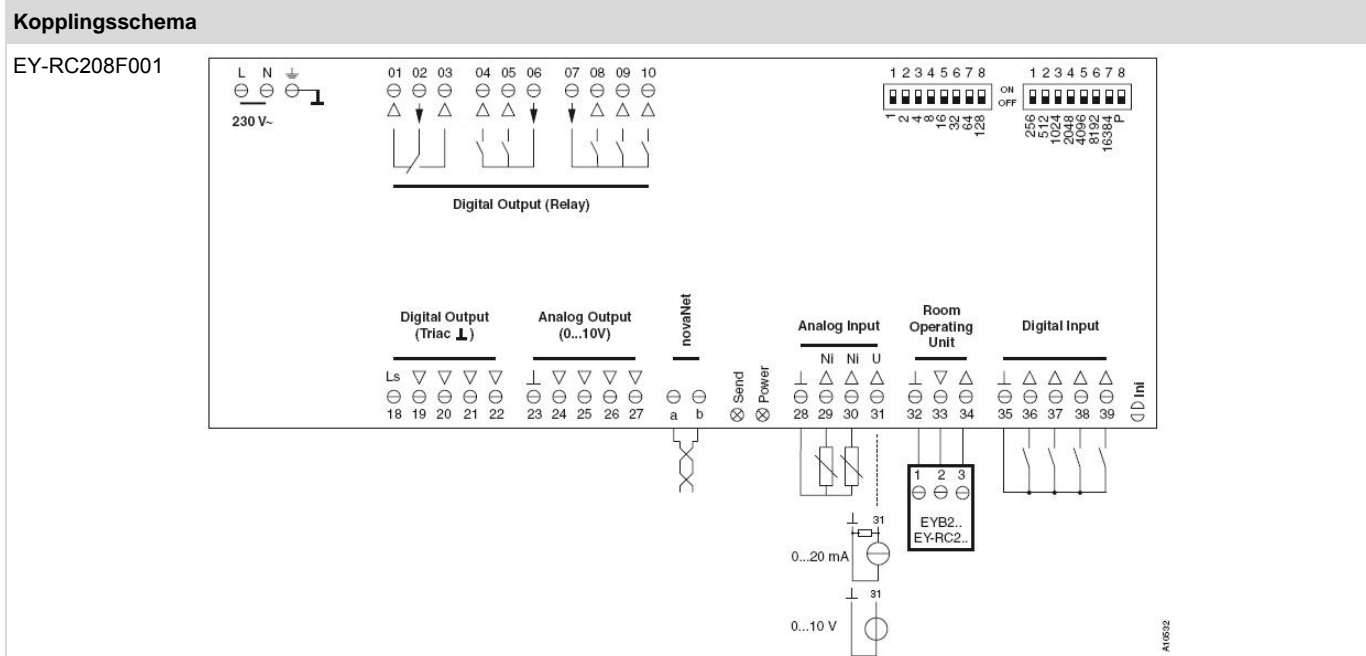 Kopplingsschema
EY-RC208F001
L N
230 V~
01 02 03 04 05 06 07 08 09 10
Digital Output (Relay)
1 2 3 4 5 6 7 8
ON
OFF
1 2 3 4 5 6 7 8
1 2 4 8 16 32 64 128
256 512 1024 2048 4096 8192 16384 P
Digital Output
(Triac ⊥)
Analog Output
(0...10V)
novaNet
Send
Power
Analog Input
Room
Operating
Unit
Digital Input
Ni Ni U
Ls
18 19 20 21 22
23 24 25 26 27
a b
28 29 30 31
32 33 34
35 36 37 38 39
Ini
1 2 3
EYB2..
EY-RC2..
31
0...20 mA
31
0...10 V
A10532